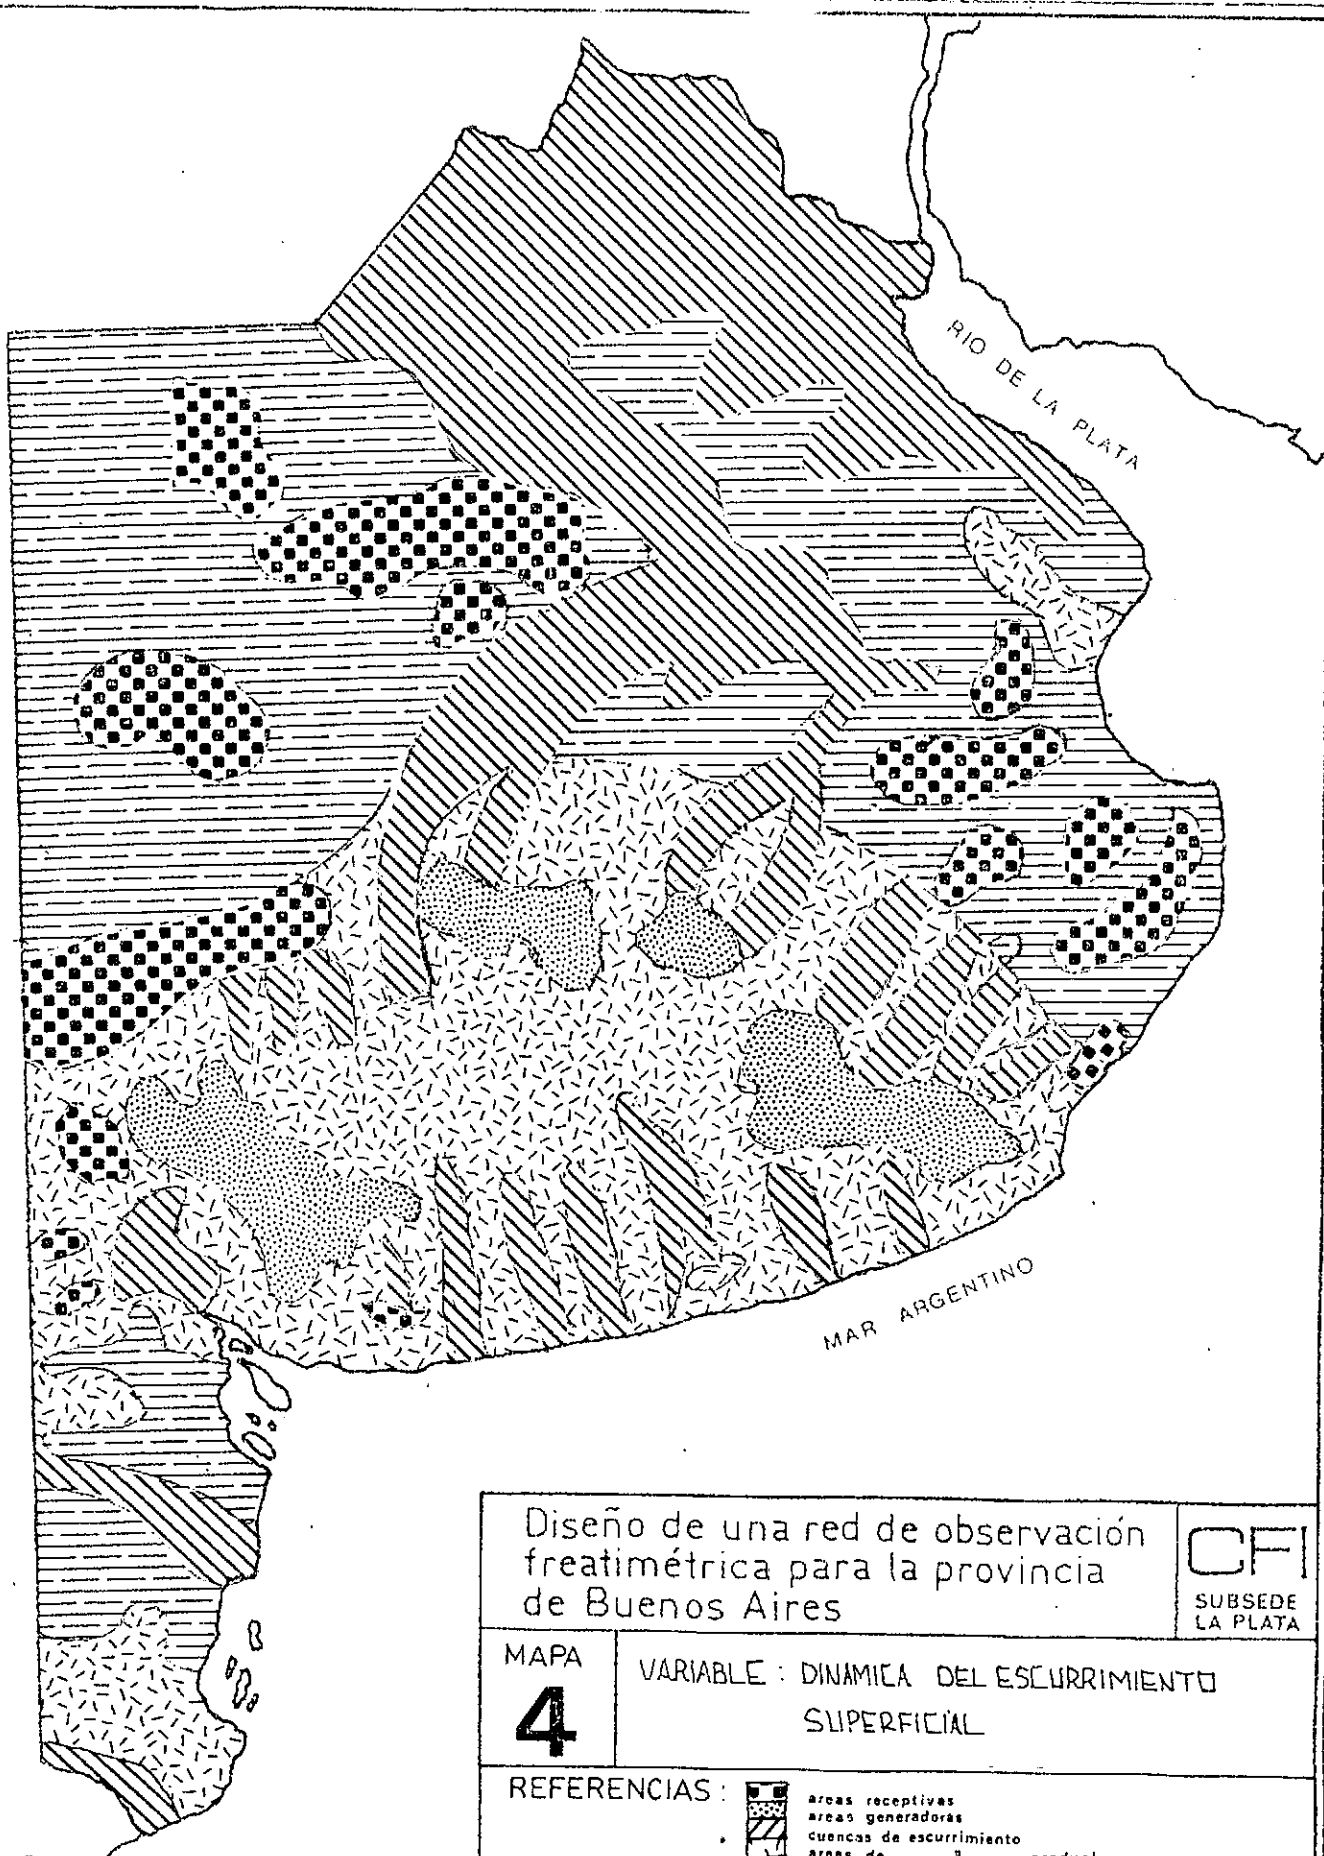 RIO DE LA PLATA
MAR ARGENTINO
Diseño de una red de observación
freatimétrica para la provincia
de Buenos Aires
CFI
SUBSEDE
LA PLATA
MAPA
4
VARIABLE : DINAMICA DEL ESCURRIMIENTO
SUPERFICIAL
REFERENCIAS :
areas receptivas
areas generadoras
cuencas de escurrimiento
areas de